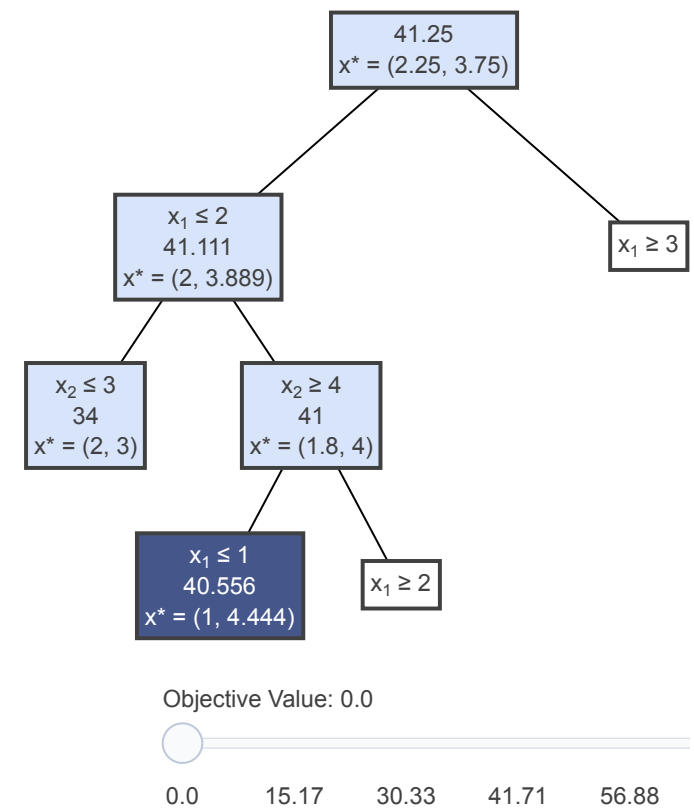 41.25
x* = (2.25, 3.75)
x₁ ≤ 2
41.111
x* = (2, 3.889)
x₁ ≥ 3
x₂ ≤ 3
34
x* = (2, 3)
x₂ ≥ 4
41
x* = (1.8, 4)
x₁ ≤ 1
40.556
x* = (1, 4.444)
x₁ ≥ 2
Objective Value: 0.0
0.0 15.17 30.33 41.71 56.88